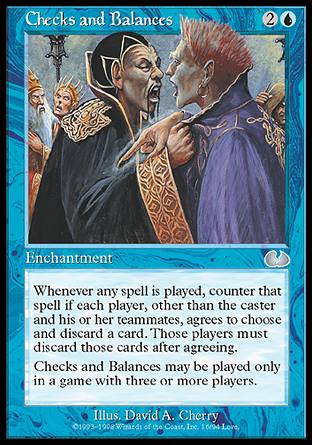 Checks and Balances 2
Enchantment
Whenever any spell is played, counter that
spell if each player, other than the caster
and his or her teammates, agrees to choose
and discard a card. Those players must
discard those cards after agreeing.
Checks and Balances may be played only
in a game with three or more players.
Illus. David A. Cherry
©1993-1998 Wizards of the Coast, Inc. 16/94 Love.